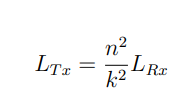 $L_{Tx} = \frac{n^2}{k^2} L_{Rx}$